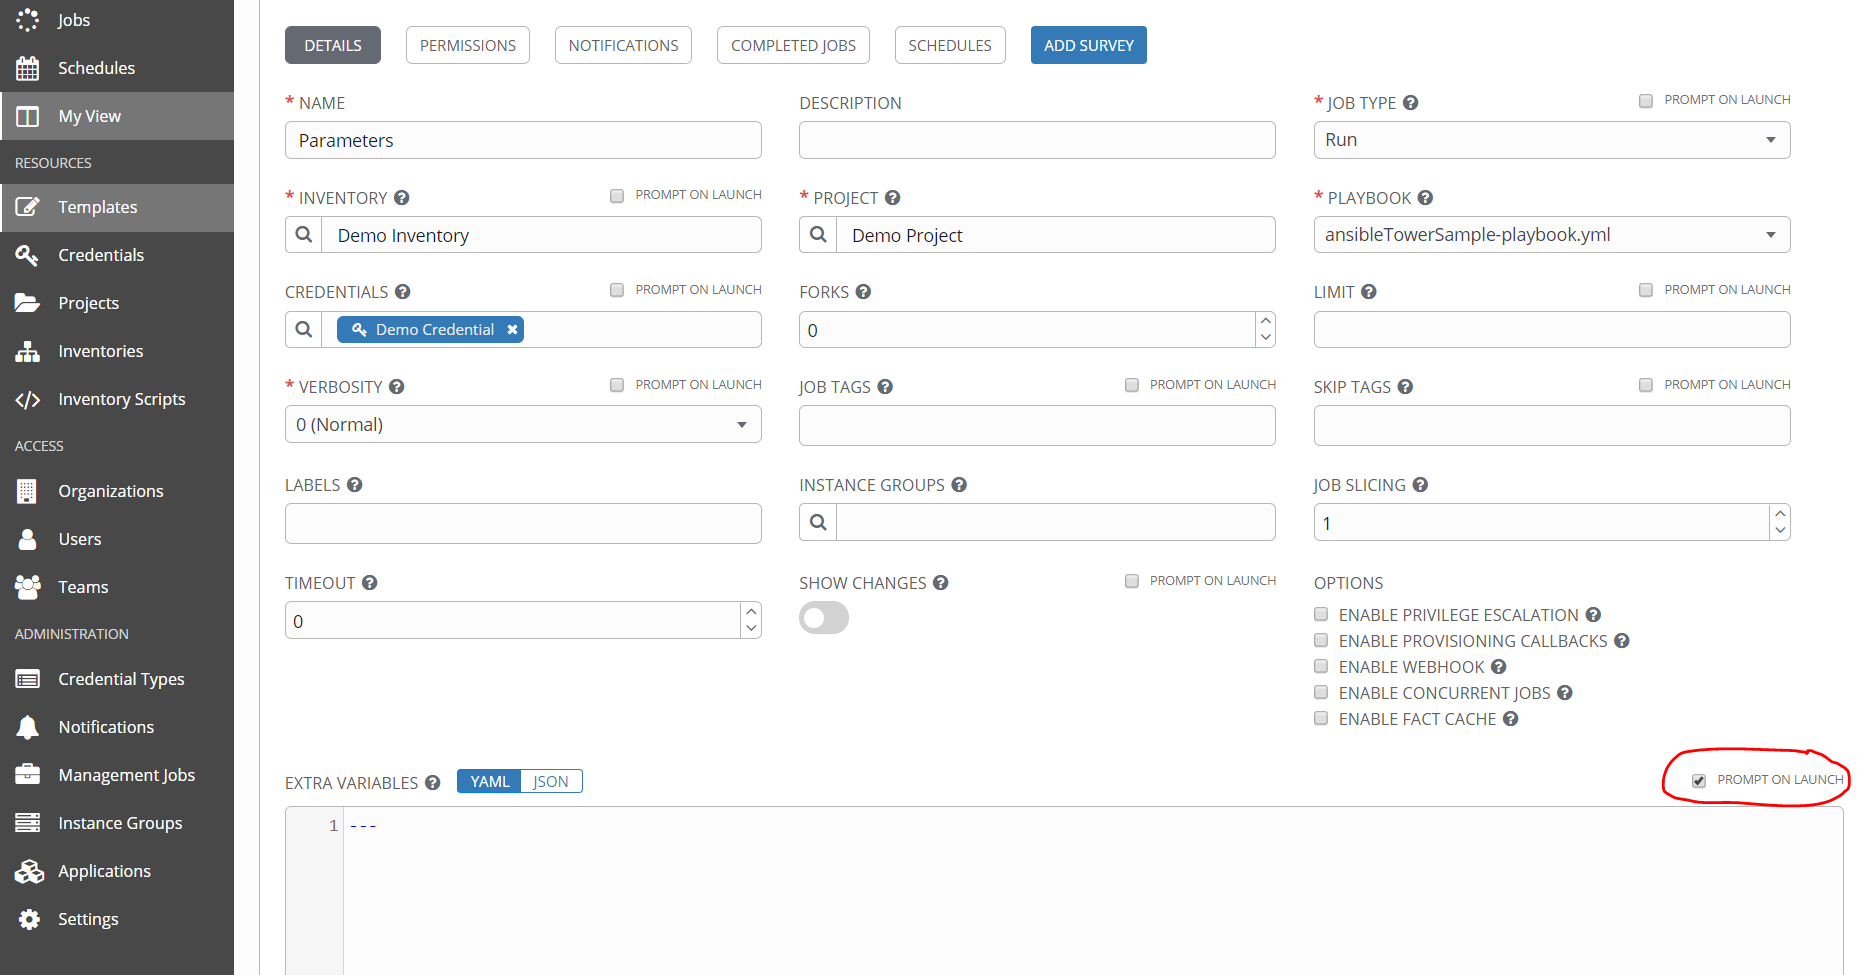 Jobs
Schedules
My View
RESOURCES
Templates
Credentials
Projects
Inventories
Inventory Scripts
ACCESS
Organizations
Users
Teams
ADMINISTRATION
Credential Types
Notifications
Management Jobs
Instance Groups
Applications
Settings
DETAILS PERMISSIONS NOTIFICATIONS COMPLETED JOBS SCHEDULES ADD SURVEY
* NAME DESCRIPTION * JOB TYPE ? PROMPT ON LAUNCH
Parameters Run
* INVENTORY ? PROMPT ON LAUNCH * PROJECT ? * PLAYBOOK ?
Demo Inventory Demo Project ansibleTowerSample-playbook.yml
CREDENTIALS ? PROMPT ON LAUNCH FORKS ? LIMIT ? PROMPT ON LAUNCH
Demo Credential 0
* VERBOSITY ? PROMPT ON LAUNCH JOB TAGS ? PROMPT ON LAUNCH SKIP TAGS ? PROMPT ON LAUNCH
0 (Normal)
LABELS ? INSTANCE GROUPS ? JOB SLICING ?
1
TIMEOUT ? SHOW CHANGES ? PROMPT ON LAUNCH OPTIONS
0
ENABLE PRIVILEGE ESCALATION ?
ENABLE PROVISIONING CALLBACKS ?
ENABLE WEBHOOK ?
ENABLE CONCURRENT JOBS ?
ENABLE FACT CACHE ?
EXTRA VARIABLES ? YAML JSON PROMPT ON LAUNCH
1 ---